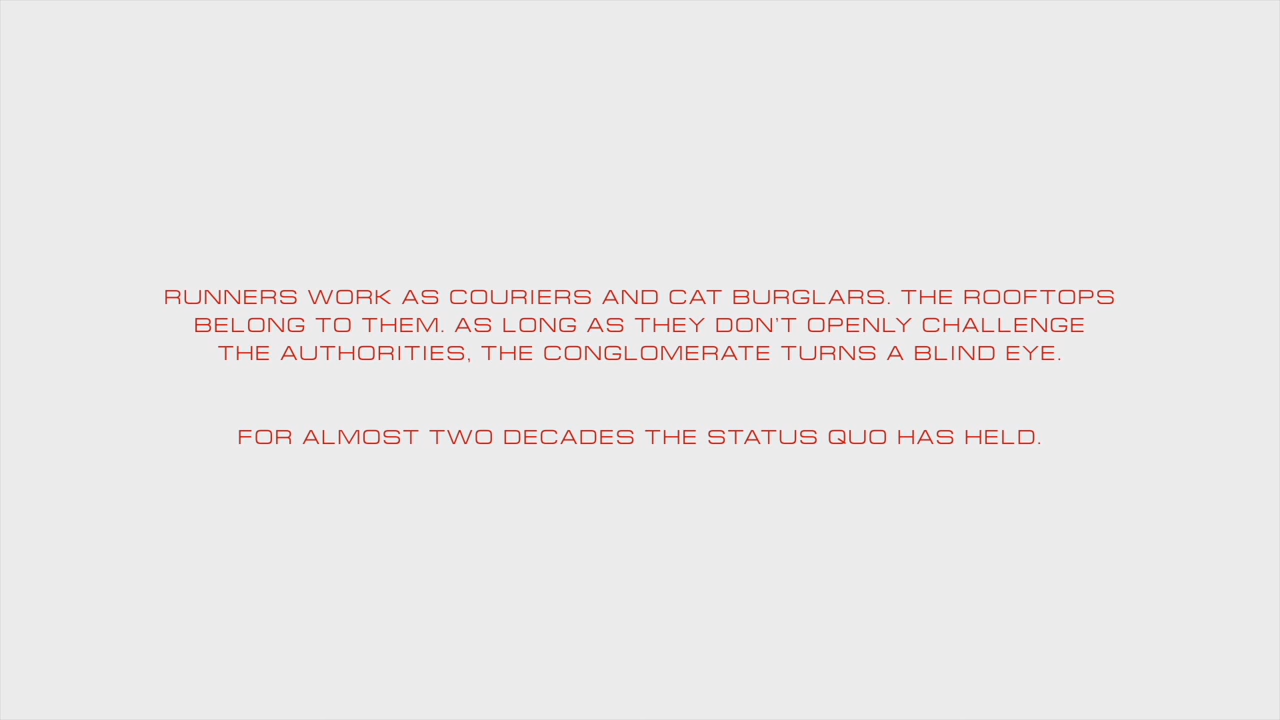 RUNNERS WORK AS COURIERS AND CAT BURGLARS. THE ROOFTOPS
BELONG TO THEM. AS LONG AS THEY DON'T OPENLY CHALLENGE
THE AUTHORITIES, THE CONGLOMERATE TURNS A BLIND EYE.
FOR ALMOST TWO DECADES THE STATUS QUO HAS HELD.